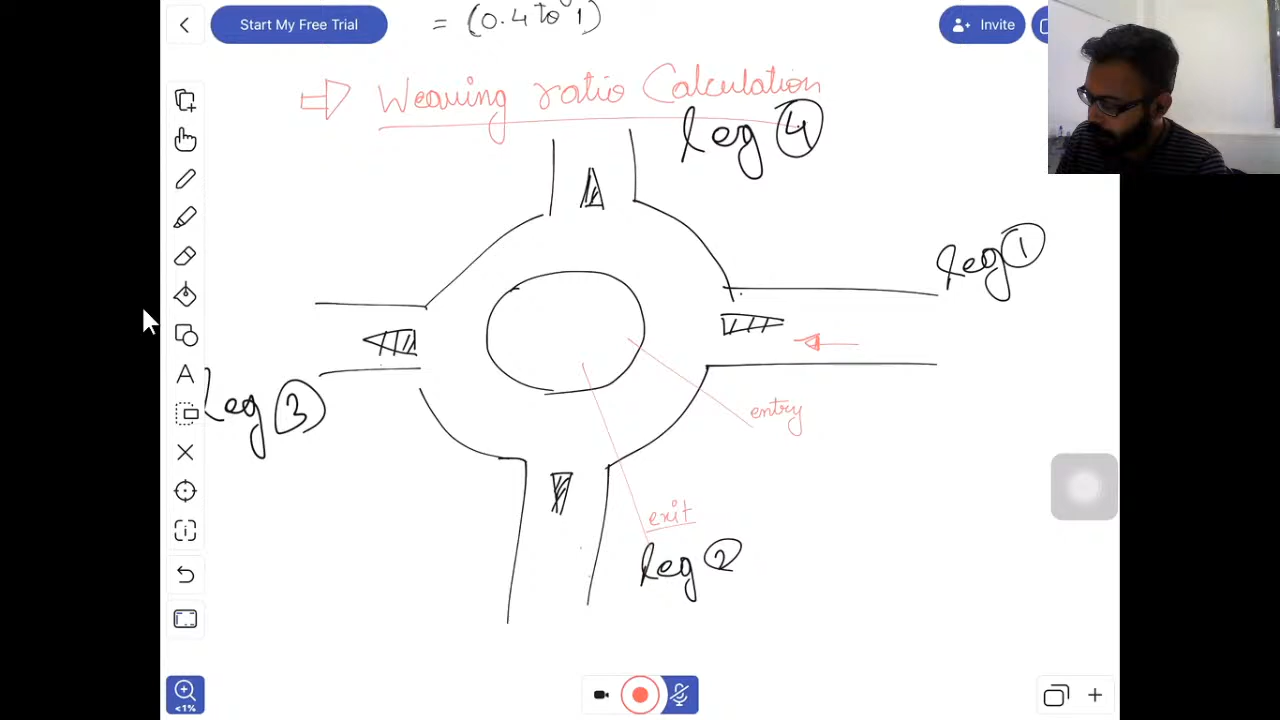 Start My Free Trial
= (0.4 to 1)
Invite
Weaving ratio Calculation
leg 4
leg 1
leg 3
entry
exit
leg 2
A
<1%